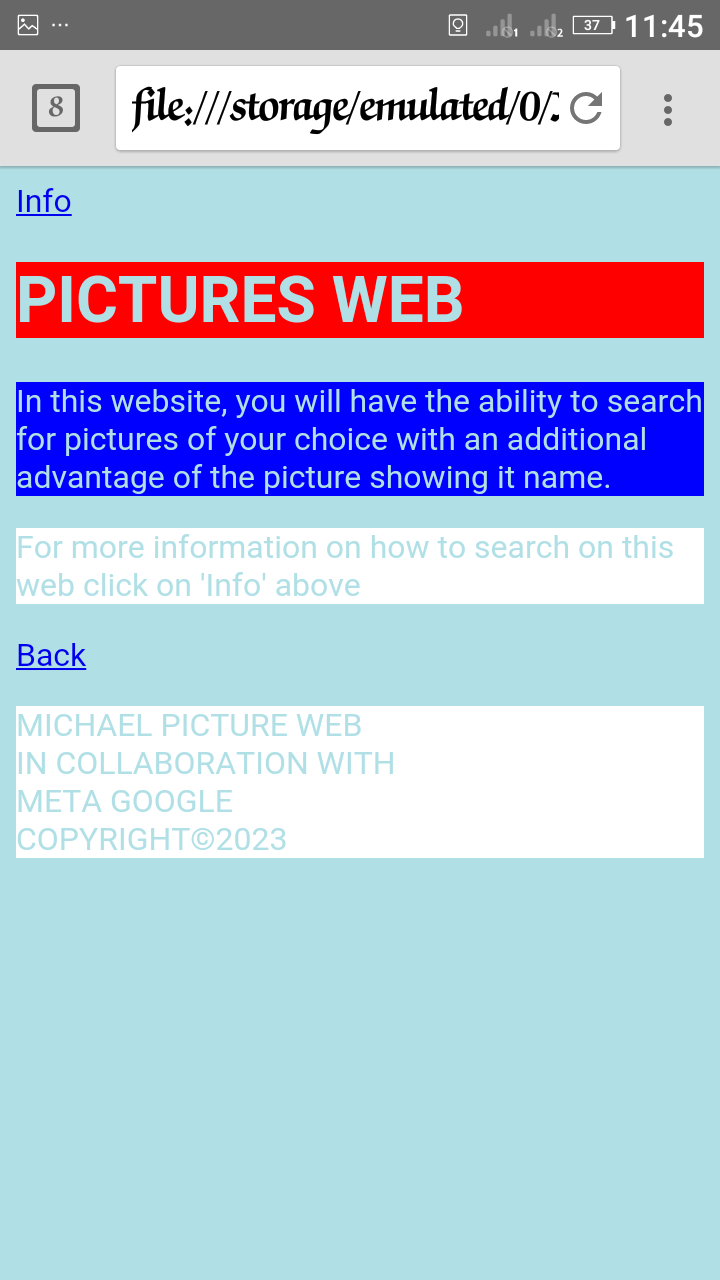 37 11:45
8 file:///storage/emulated/0/
Info
PICTURES WEB
In this website, you will have the ability to search
for pictures of your choice with an additional
advantage of the picture showing it name.
For more information on how to search on this
web click on 'Info' above
Back
MICHAEL PICTURE WEB
IN COLLABORATION WITH
META GOOGLE
COPYRIGHT©2023